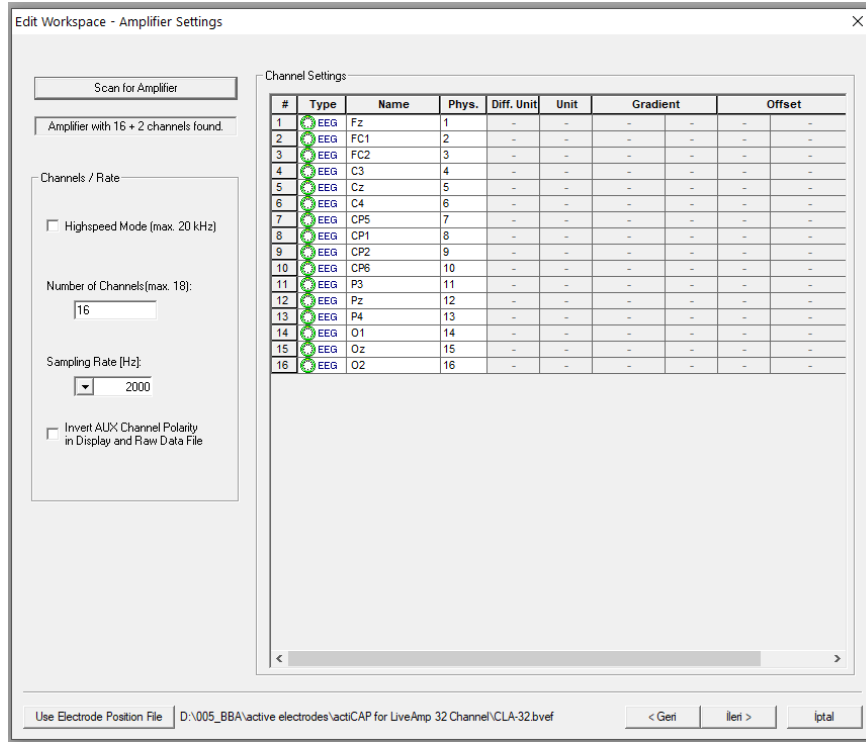 Edit Workspace - Amplifier Settings
Scan for Amplifier
Amplifier with 16 + 2 channels found.
Channels / Rate
Highspeed Mode (max. 20 kHz)
Number of Channels(max. 18):
16
Sampling Rate [Hz]:
2000
Invert AUX Channel Polarity
in Display and Raw Data File
Channel Settings
# Type Name Phys. Diff. Unit Unit Gradient Offset
1 EEG Fz 1 - - - - - -
2 EEG FC1 2 - - - - - -
3 EEG FC2 3 - - - - - -
4 EEG C3 4 - - - - - -
5 EEG Cz 5 - - - - - -
6 EEG C4 6 - - - - - -
7 EEG CP5 7 - - - - - -
8 EEG CP1 8 - - - - - -
9 EEG CP2 9 - - - - - -
10 EEG CP6 10 - - - - - -
11 EEG P3 11 - - - - - -
12 EEG Pz 12 - - - - - -
13 EEG P4 13 - - - - - -
14 EEG O1 14 - - - - - -
15 EEG Oz 15 - - - - - -
16 EEG O2 16 - - - - - -
Use Electrode Position File D:\005_BBA\active electrodes\actiCAP for LiveAmp 32 Channel\CLA-32.bvef < Geri İleri > İptal